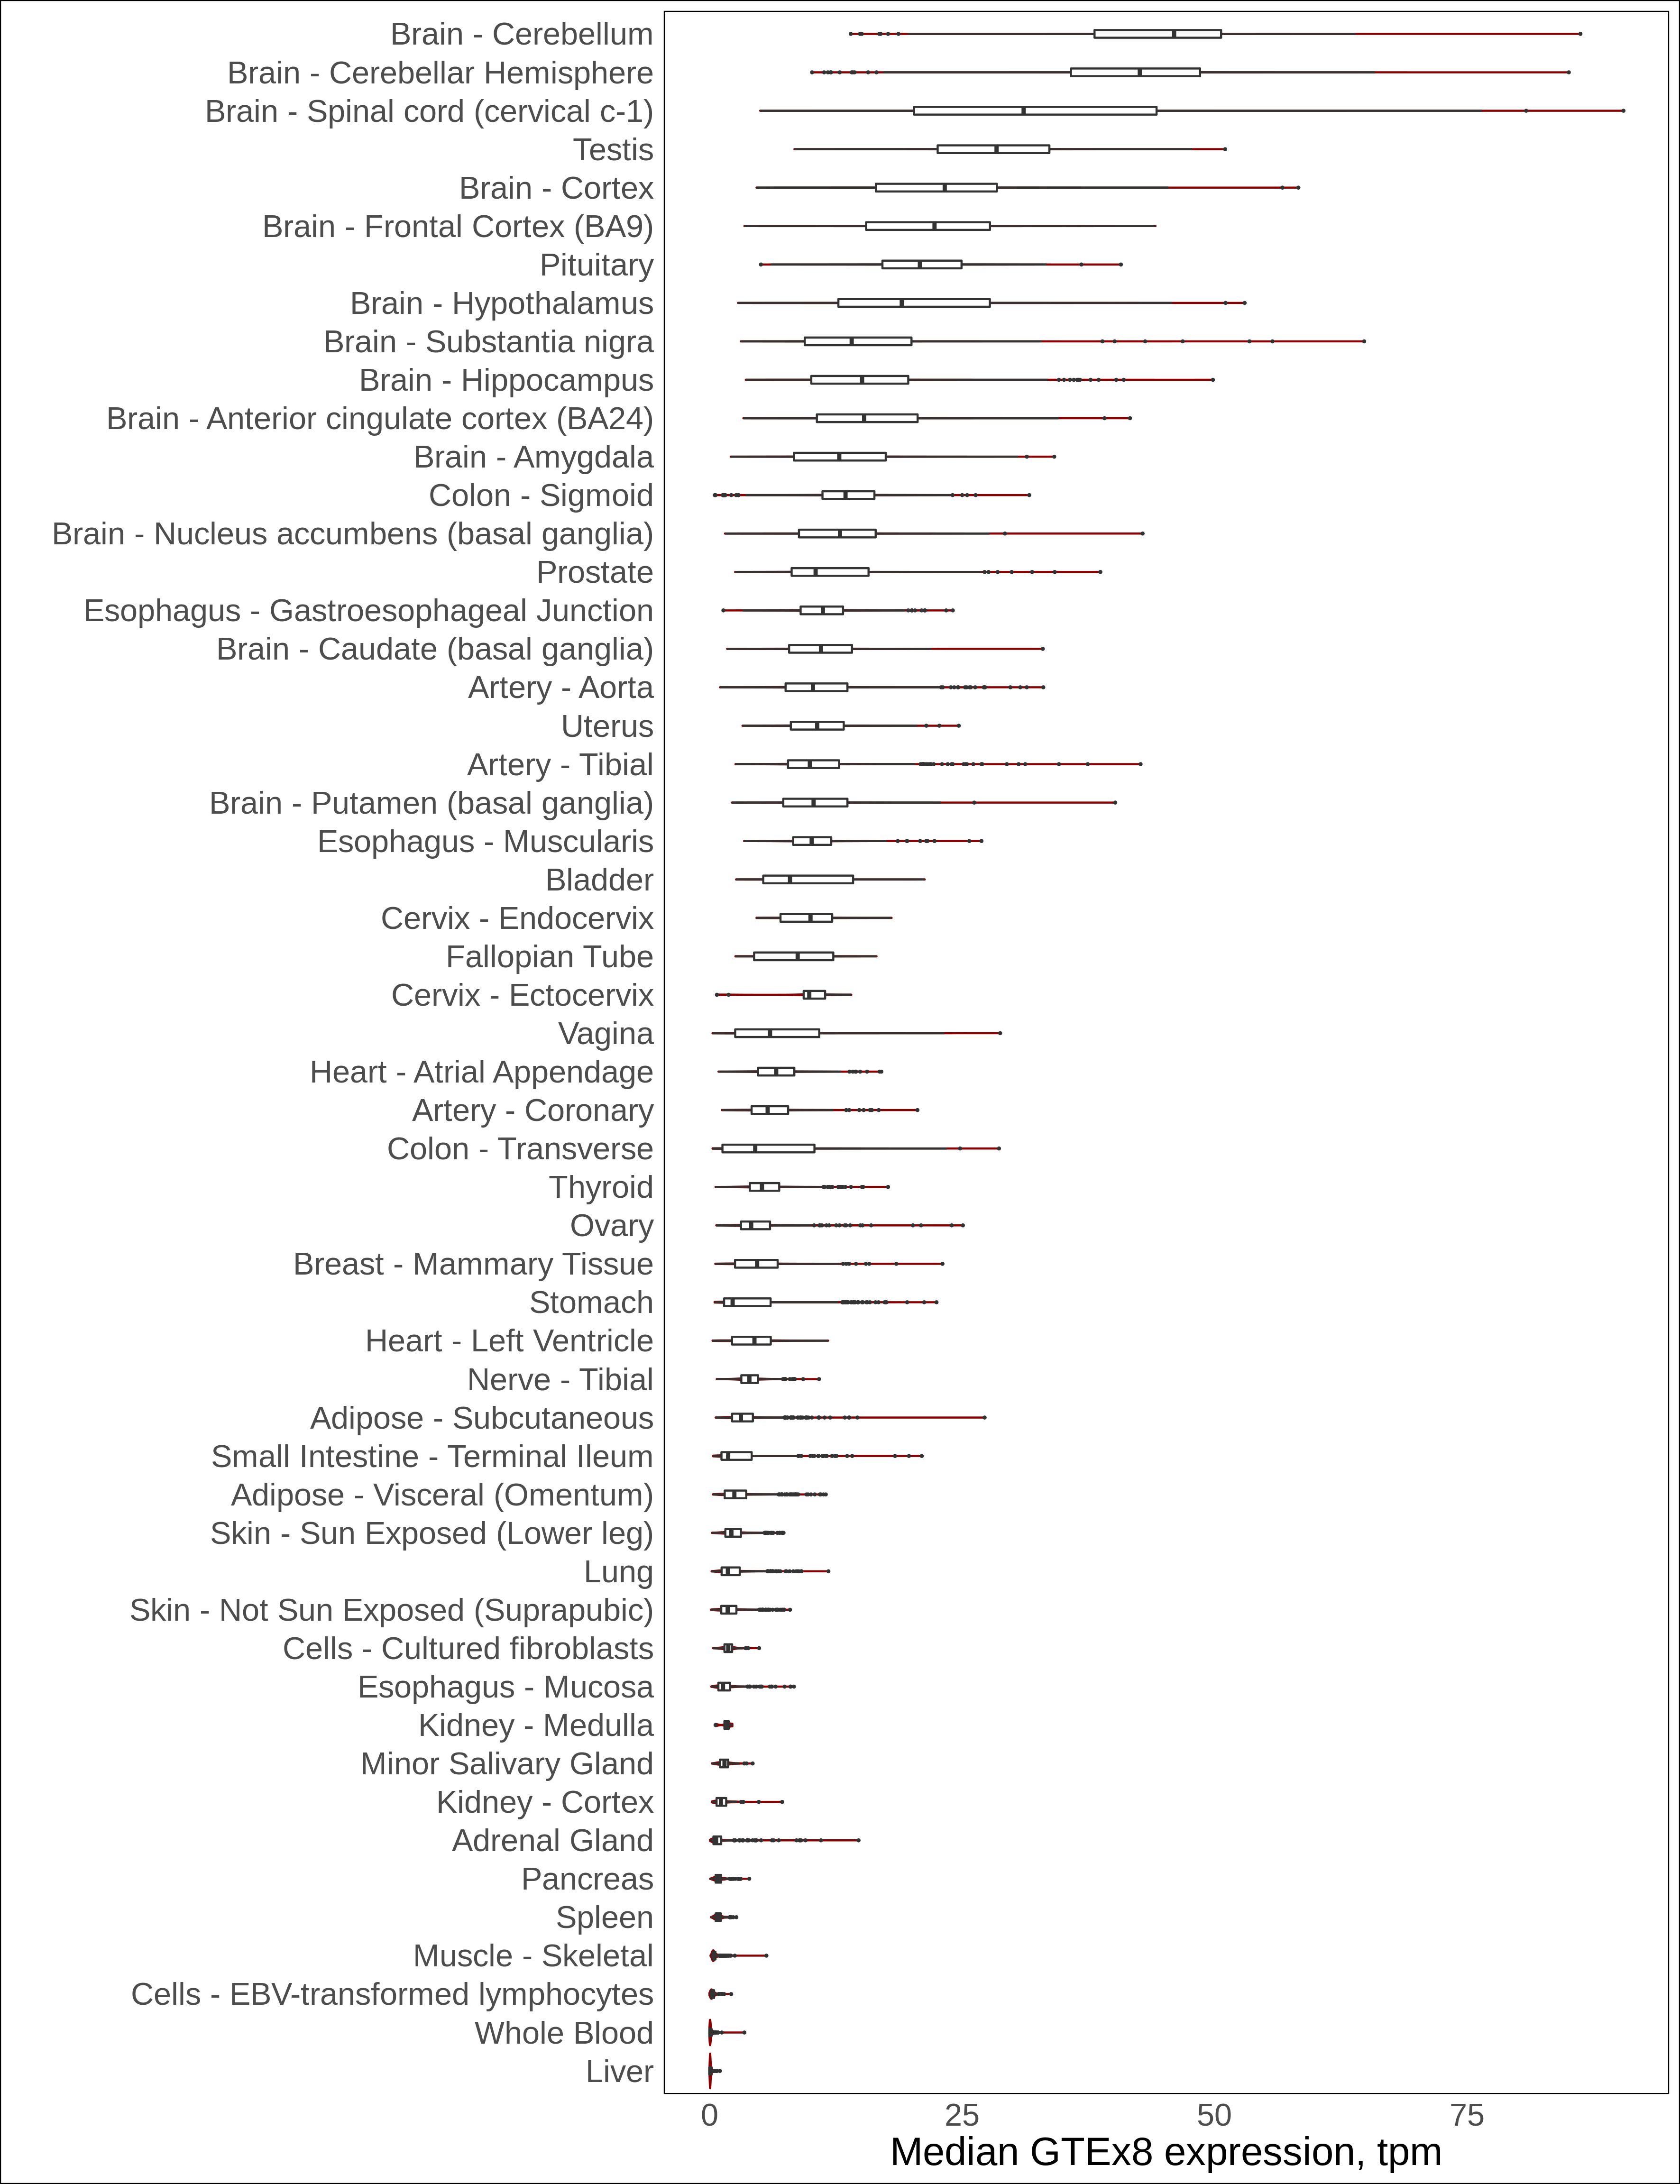 Brain - Cerebellum
Brain - Cerebellar Hemisphere
Brain - Spinal cord (cervical c-1)
Testis
Brain - Cortex
Brain - Frontal Cortex (BA9)
Pituitary
Brain - Hypothalamus
Brain - Substantia nigra
Brain - Hippocampus
Brain - Anterior cingulate cortex (BA24)
Brain - Amygdala
Colon - Sigmoid
Brain - Nucleus accumbens (basal ganglia)
Prostate
Esophagus - Gastroesophageal Junction
Brain - Caudate (basal ganglia)
Artery - Aorta
Uterus
Artery - Tibial
Brain - Putamen (basal ganglia)
Esophagus - Muscularis
Bladder
Cervix - Endocervix
Fallopian Tube
Cervix - Ectocervix
Vagina
Heart - Atrial Appendage
Artery - Coronary
Colon - Transverse
Thyroid
Ovary
Breast - Mammary Tissue
Stomach
Heart - Left Ventricle
Nerve - Tibial
Adipose - Subcutaneous
Small Intestine - Terminal Ileum
Adipose - Visceral (Omentum)
Skin - Sun Exposed (Lower leg)
Lung
Skin - Not Sun Exposed (Suprapubic)
Cells - Cultured fibroblasts
Esophagus - Mucosa
Kidney - Medulla
Minor Salivary Gland
Kidney - Cortex
Adrenal Gland
Pancreas
Spleen
Muscle - Skeletal
Cells - EBV-transformed lymphocytes
Whole Blood
Liver
0 25 50 75
Median GTEx8 expression, tpm